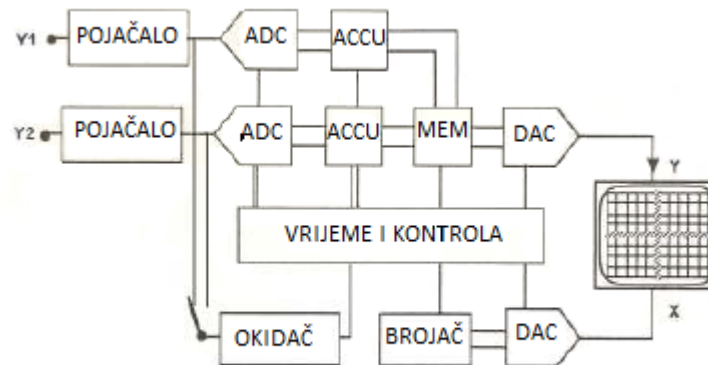 Y1 POJAČALO ADC ACCU
Y2 POJAČALO ADC ACCU MEM DAC
Y
VRIJEME I KONTROLA
X
OKIDAČ BROJAČ DAC